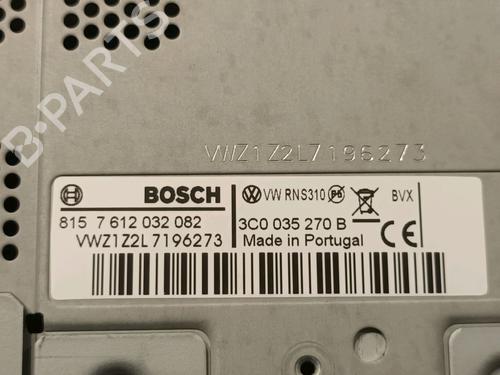 VWZ1Z2L7196273
BOSCH
VW RNS310
Pb
BVX
815 7 612 032 082
3C0 035 270 B
VWZ1Z2L7196273
Made in Portugal
CE
B-PARTS